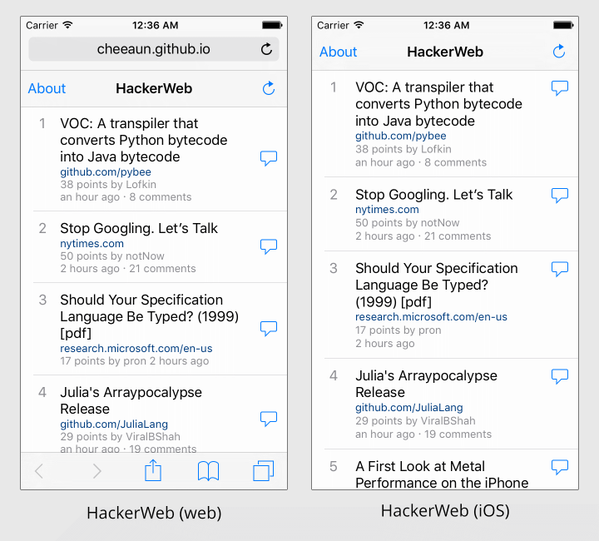 Carrier 12:36 AM
cheeaun.github.io
About HackerWeb
1 VOC: A transpiler that
converts Python bytecode
into Java bytecode
github.com/pybee
38 points by Lofkin
an hour ago · 8 comments
2 Stop Googling. Let’s Talk
nytimes.com
50 points by notNow
2 hours ago · 21 comments
3 Should Your Specification
Language Be Typed? (1999)
[pdf]
research.microsoft.com/en-us
17 points by pron 2 hours ago
4 Julia's Arraypocalypse
Release
github.com/JuliaLang
29 points by ViralBShah
an hour ago · 19 comments
HackerWeb (web)
Carrier 12:36 AM
About HackerWeb
1 VOC: A transpiler that
converts Python bytecode
into Java bytecode
github.com/pybee
38 points by Lofkin
an hour ago · 8 comments
2 Stop Googling. Let’s Talk
nytimes.com
50 points by notNow
2 hours ago · 21 comments
3 Should Your Specification
Language Be Typed?
(1999) [pdf]
research.microsoft.com/en-us
17 points by pron
2 hours ago
4 Julia's Arraypocalypse
Release
github.com/JuliaLang
29 points by ViralBShah
an hour ago · 19 comments
5 A First Look at Metal
Performance on the iPhone
HackerWeb (iOS)